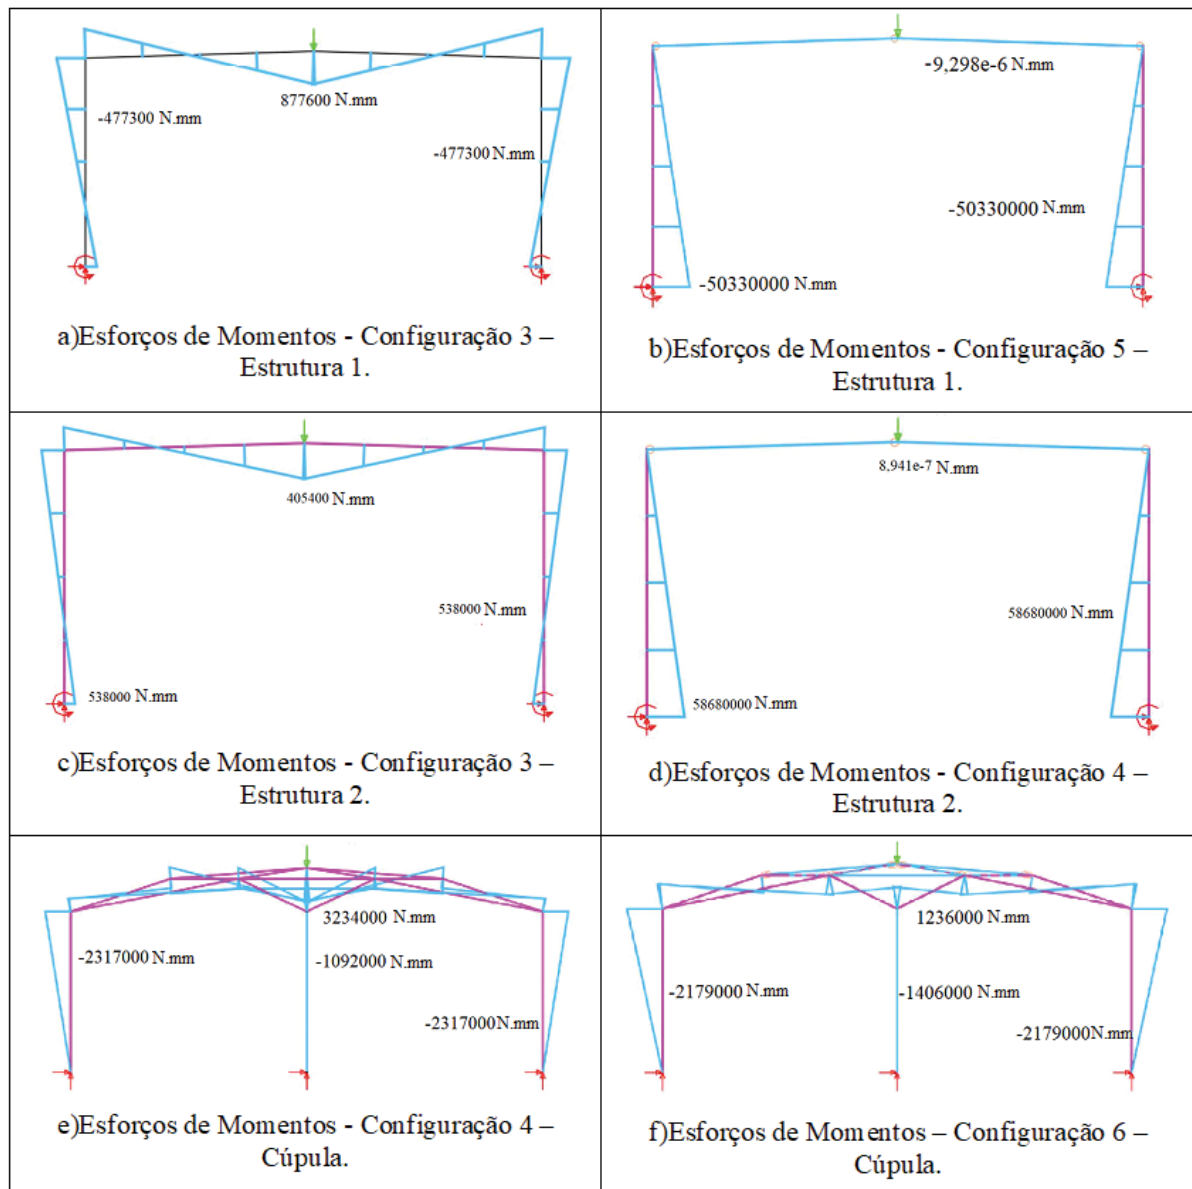 877600 N.mm
-477300 N.mm
-477300 N.mm
a)Esforços de Momentos - Configuração 3 –
Estrutura 1.
-9,298e-6 N.mm
-50330000 N.mm
-50330000 N.mm
b)Esforços de Momentos - Configuração 5 –
Estrutura 1.
405400 N.mm
538000 N.mm
538000 N.mm
c)Esforços de Momentos - Configuração 3 –
Estrutura 2.
8,941e-7 N.mm
58680000 N.mm
58680000 N.mm
d)Esforços de Momentos - Configuração 4 –
Estrutura 2.
3234000 N.mm
-2317000 N.mm
-1092000 N.mm
-2317000N.mm
e)Esforços de Momentos - Configuração 4 –
Cúpula.
1236000 N.mm
-2179000 N.mm
-1406000 N.mm
-2179000N.mm
f)Esforços de Momentos – Configuração 6 –
Cúpula.